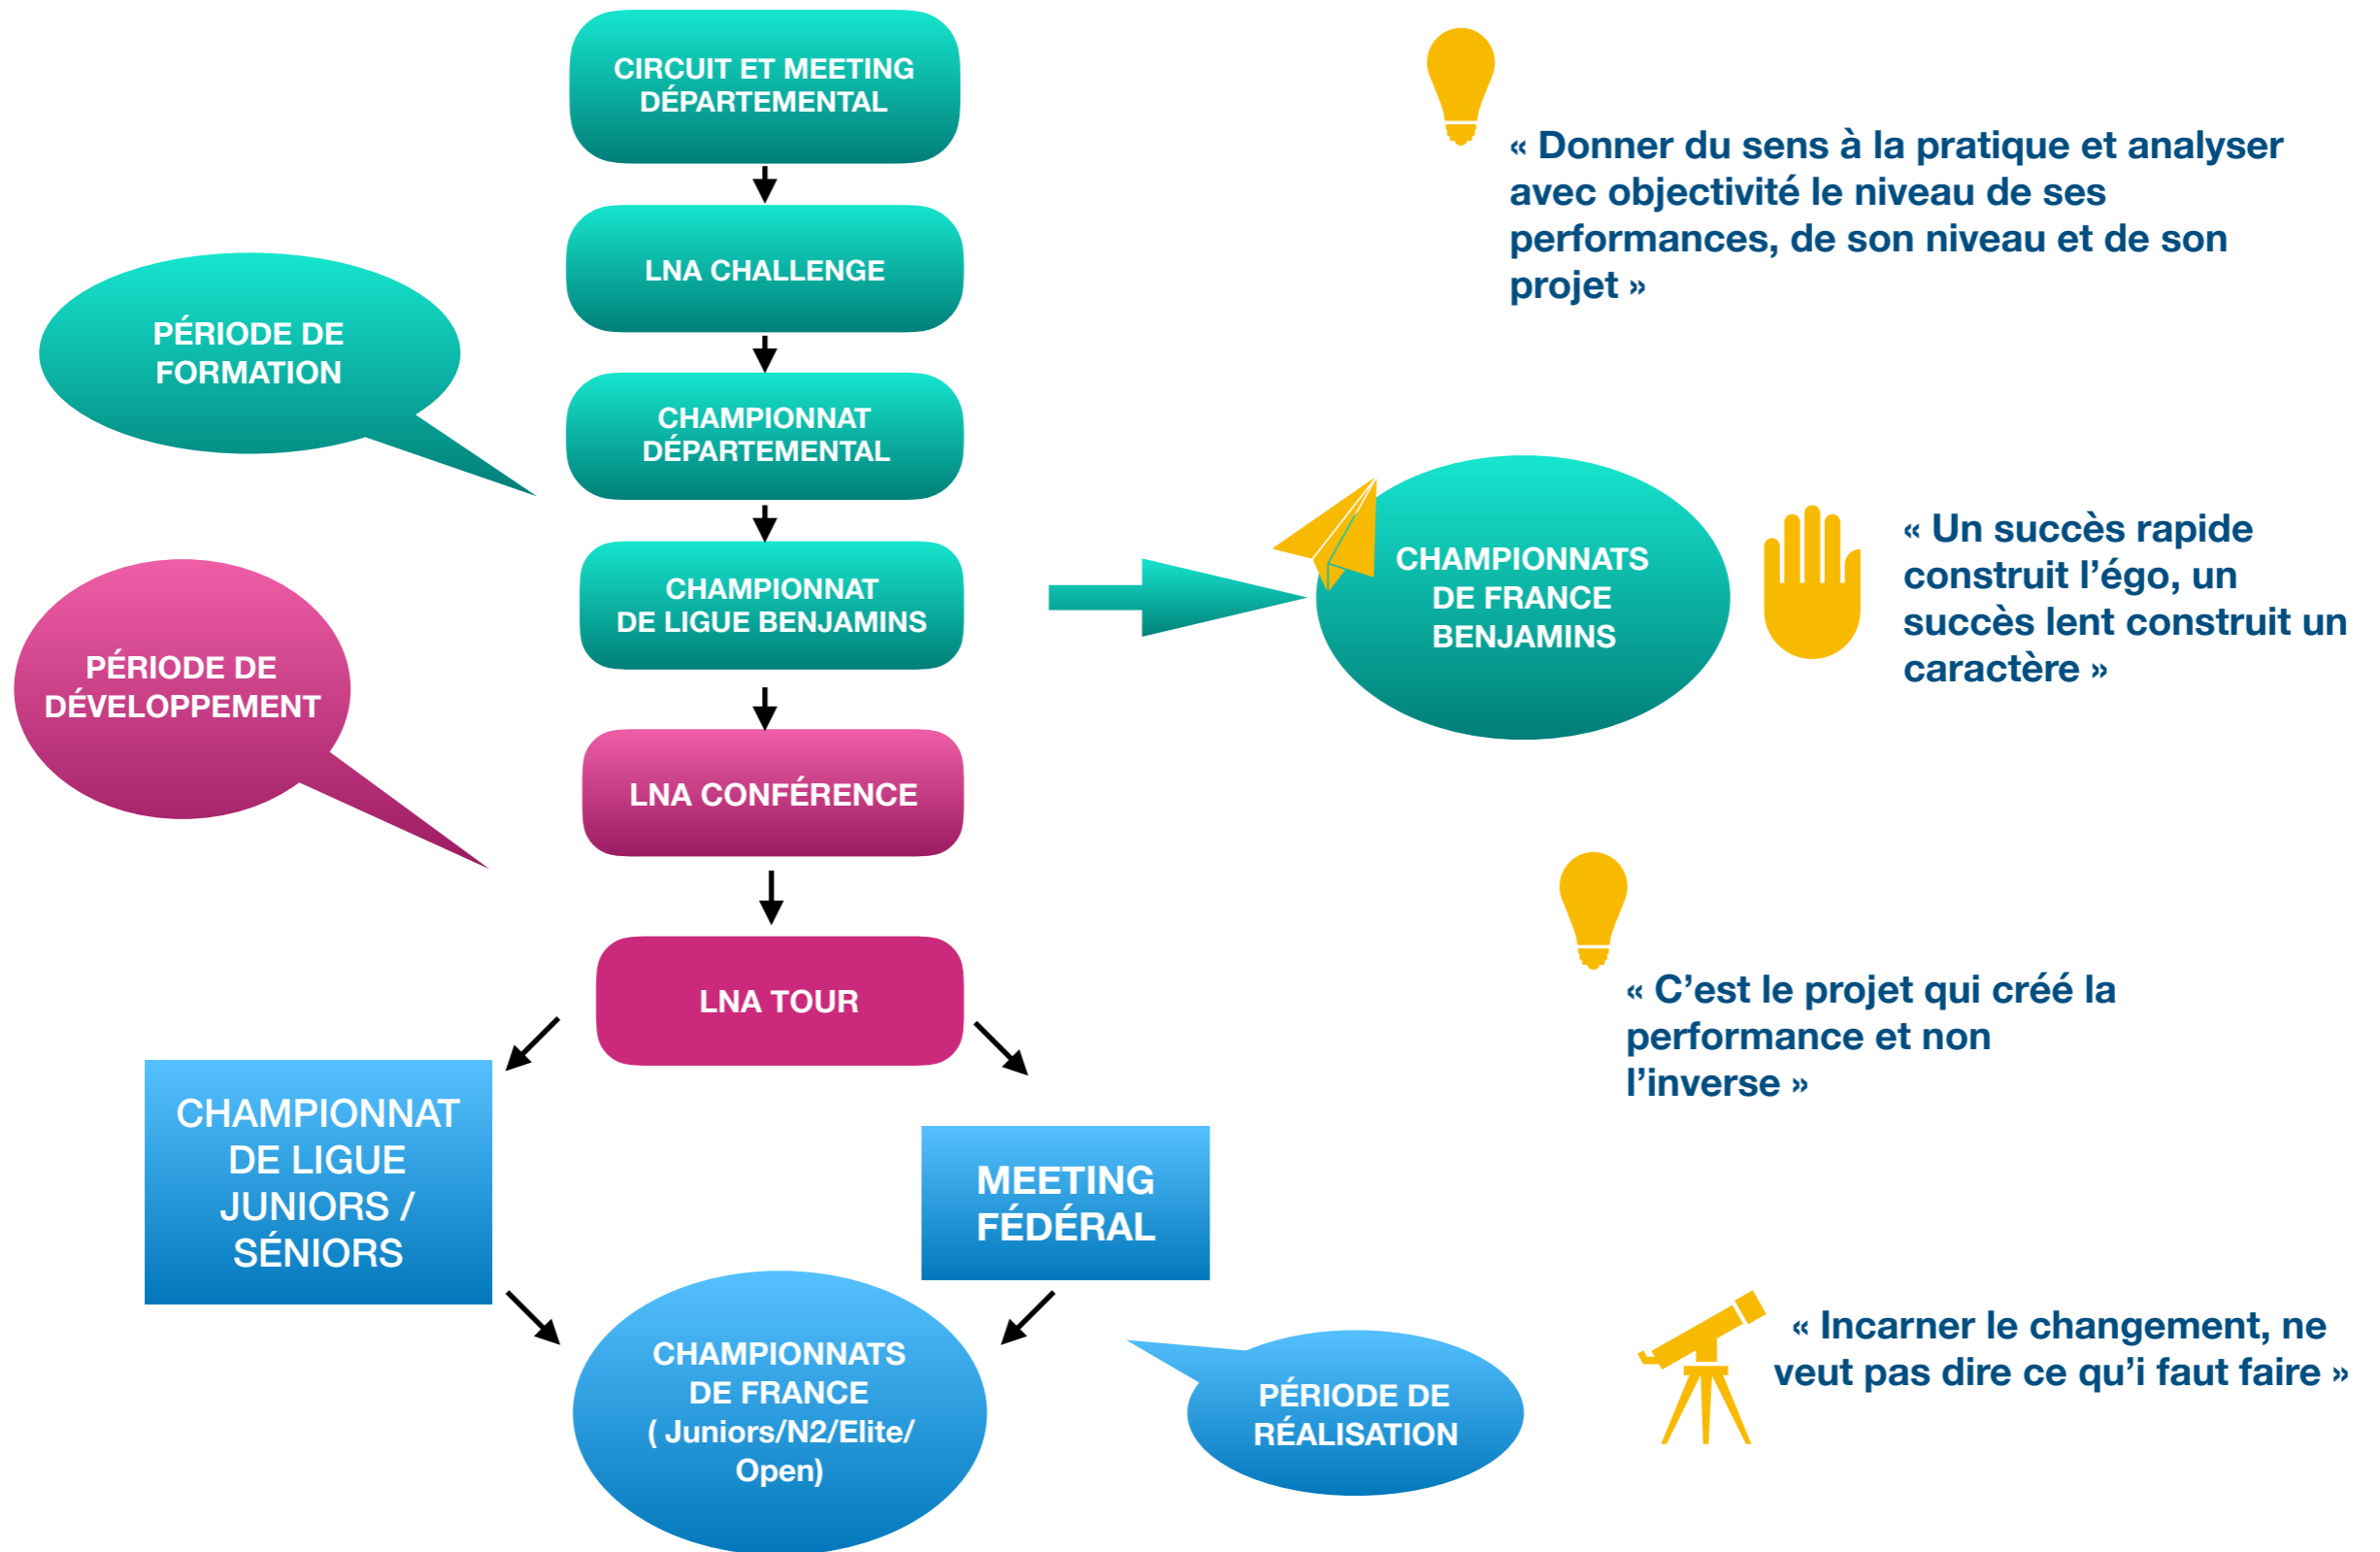 CIRCUIT ET MEETING
DÉPARTEMENTAL
« Donner du sens à la pratique et analyser
avec objectivité le niveau de ses
performances, de son niveau et de son
projet »
LNA CHALLENGE
PÉRIODE DE
FORMATION
CHAMPIONNAT
DÉPARTEMENTAL
CHAMPIONNAT
DE LIGUE BENJAMINS
CHAMPIONNATS
DE FRANCE
BENJAMINS
« Un succès rapide
construit l’égo, un
succès lent construit un
caractère »
PÉRIODE DE
DÉVELOPPEMENT
LNA CONFÉRENCE
LNA TOUR
« C’est le projet qui créé la
performance et non
l’inverse »
CHAMPIONNAT
DE LIGUE
JUNIORS /
SÉNIORS
MEETING
FÉDÉRAL
CHAMPIONNATS
DE FRANCE
( Juniors/N2/Elite/
Open)
PÉRIODE DE
RÉALISATION
« Incarner le changement, ne
veut pas dire ce qu’i faut faire »